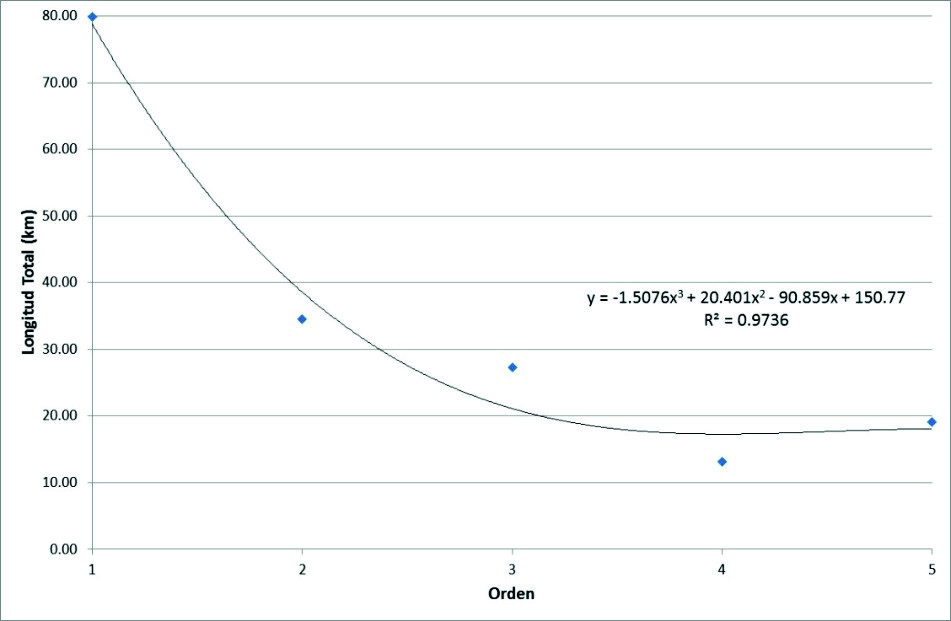 80.00
70.00
60.00
50.00
40.00
30.00
20.00
10.00
0.00
Longitud Total (km)
y = -1.5076x³ + 20.401x² - 90.859x + 150.77
R² = 0.9736
1 2 3 4 5
Orden